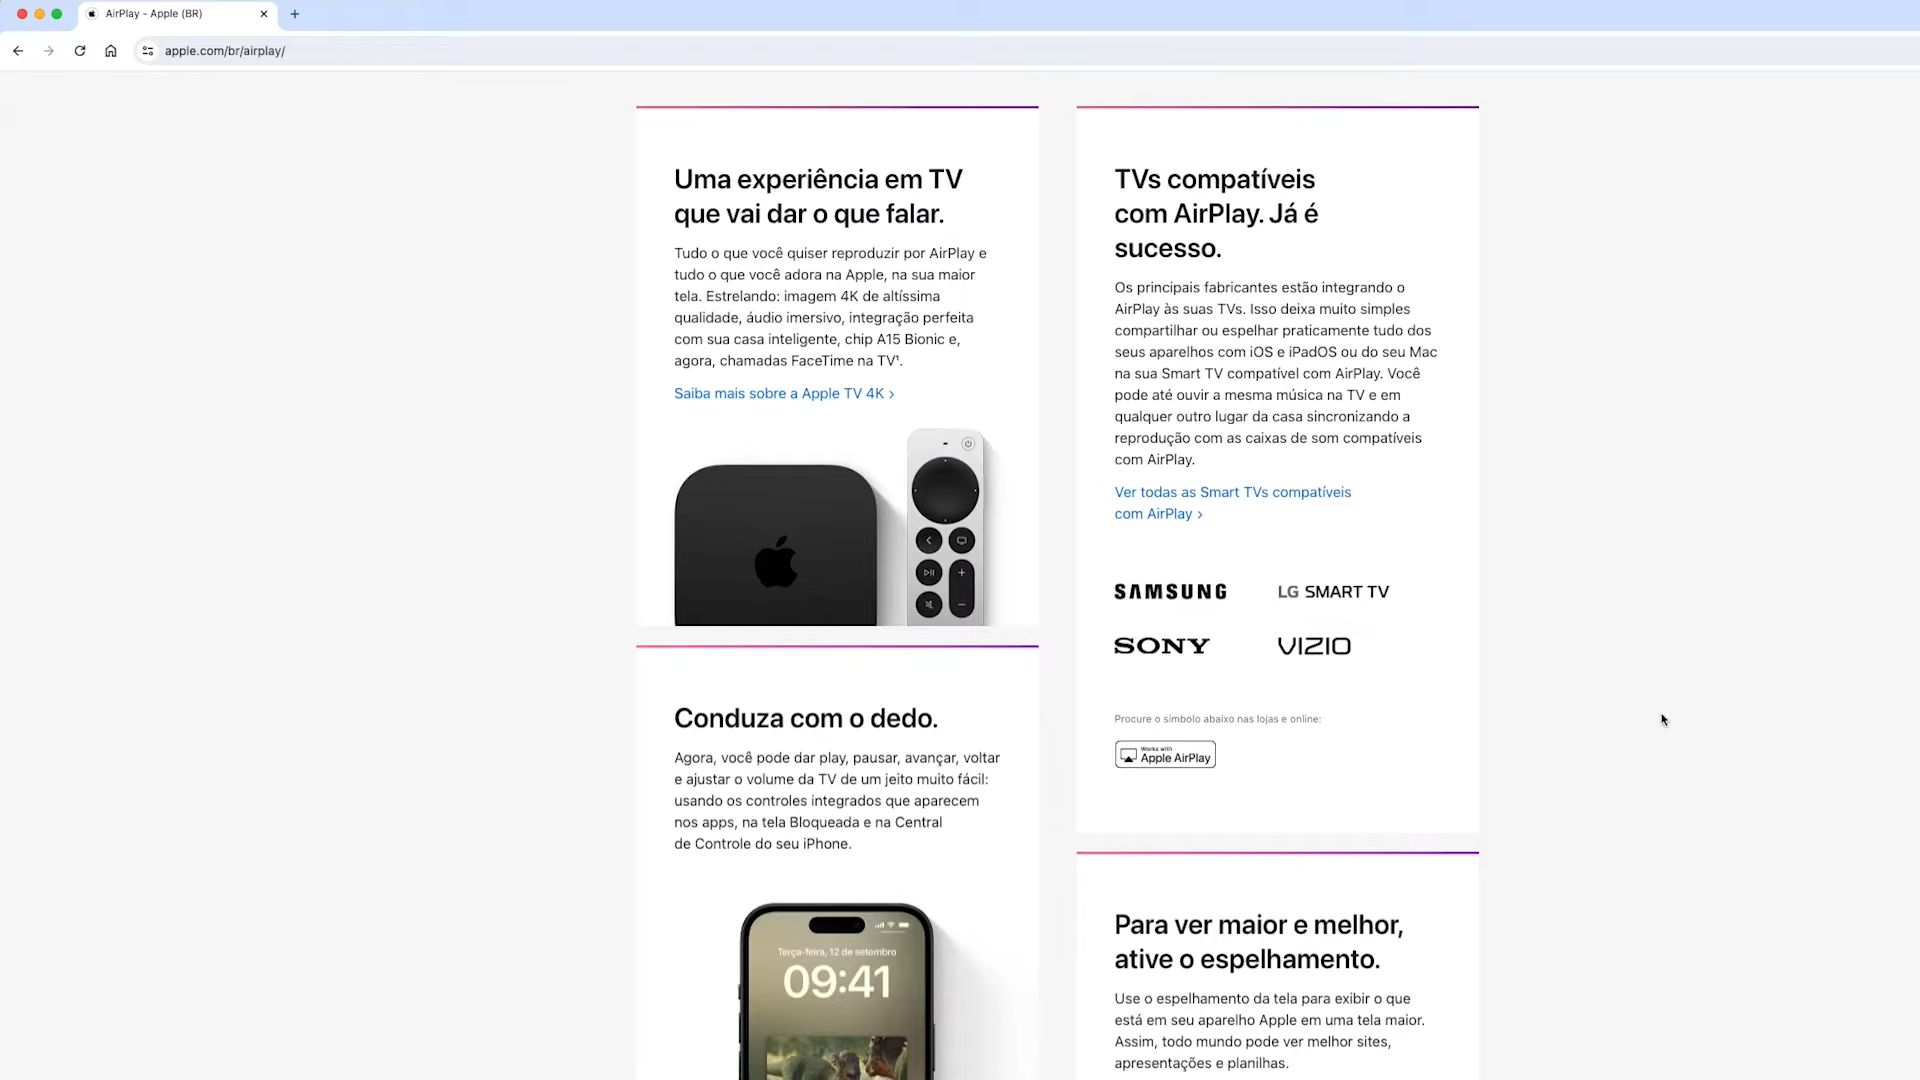 AirPlay - Apple (BR)
apple.com/br/airplay/
Uma experiência em TV
que vai dar o que falar.
Tudo o que você quiser reproduzir por AirPlay e
tudo o que você adora na Apple, na sua maior
tela. Estrelando: imagem 4K de altíssima
qualidade, áudio imersivo, integração perfeita
com sua casa inteligente, chip A15 Bionic e,
agora, chamadas FaceTime na TV¹.
Saiba mais sobre a Apple TV 4K >
Conduza com o dedo.
Agora, você pode dar play, pausar, avançar, voltar
e ajustar o volume da TV de um jeito muito fácil:
usando os controles integrados que aparecem
nos apps, na tela Bloqueada e na Central
de Controle do seu iPhone.
Terça-feira, 12 de setembro
09:41
TVs compatíveis
com AirPlay. Já é
sucesso.
Os principais fabricantes estão integrando o
AirPlay às suas TVs. Isso deixa muito simples
compartilhar ou espelhar praticamente tudo dos
seus aparelhos com iOS e iPadOS ou do seu Mac
na sua Smart TV compatível com AirPlay. Você
pode até ouvir a mesma música na TV e em
qualquer outro lugar da casa sincronizando a
reprodução com as caixas de som compatíveis
com AirPlay.
Ver todas as Smart TVs compatíveis
com AirPlay >
SAMSUNG
LG SMART TV
SONY
VIZIO
Procure o símbolo abaixo nas lojas e online:
Works with
Apple AirPlay
Para ver maior e melhor,
ative o espelhamento.
Use o espelhamento da tela para exibir o que
está em seu aparelho Apple em uma tela maior.
Assim, todo mundo pode ver melhor sites,
apresentações e planilhas.